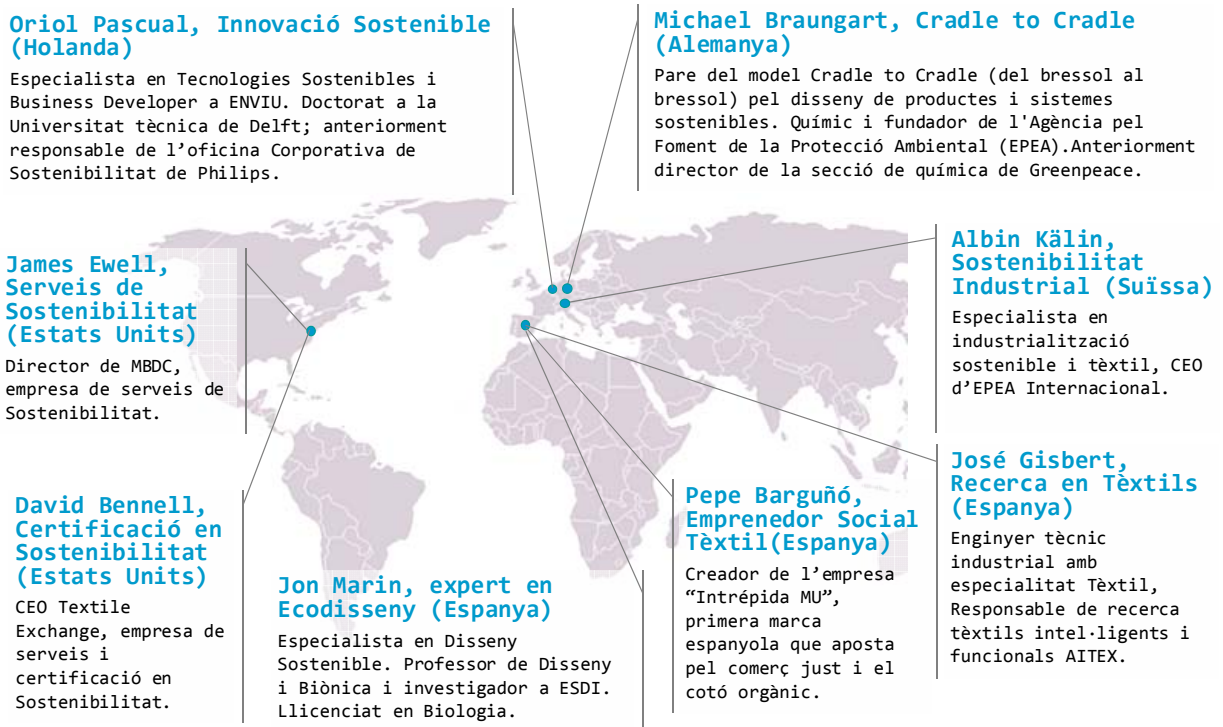 Oriol Pascual, Innovació Sostenible
(Holanda)
Especialista en Tecnologies Sostenibles i
Business Developer a ENVIU. Doctorat a la
Universitat tècnica de Delft; anteriorment
responsable de l’oficina Corporativa de
Sostenibilitat de Philips.
Michael Braungart, Cradle to Cradle
(Alemanya)
Pare del model Cradle to Cradle (del bressol al
bressol) pel disseny de productes i sistemes
sostenibles. Químic i fundador de l'Agència pel
Foment de la Protecció Ambiental (EPEA).Anteriorment
director de la secció de química de Greenpeace.
James Ewell,
Serveis de
Sostenibilitat
(Estats Units)
Director de MBDC,
empresa de serveis de
Sostenibilitat.
Albin Kälin,
Sostenibilitat
Industrial (Suïssa)
Especialista en
industrialització
sostenible i tèxtil, CEO
d’EPEA Internacional.
David Bennell,
Certificació en
Sostenibilitat
(Estats Units)
CEO Textile
Exchange, empresa de
serveis i
certificació en
Sostenibilitat.
Jon Marin, expert en
Ecodisseny (Espanya)
Especialista en Disseny
Sostenible. Professor de Disseny
i Biònica i investigador a ESDI.
Llicenciat en Biologia.
Pepe Barguñó,
Emprenedor Social
Tèxtil(Espanya)
Creador de l’empresa
“Intrépida MU”,
primera marca
espanyola que aposta
pel comerç just i el
cotó orgànic.
José Gisbert,
Recerca en Tèxtils
(Espanya)
Enginyer tècnic
industrial amb
especialitat Tèxtil,
Responsable de recerca
tèxtils intel·ligents i
funcionals AITEX.